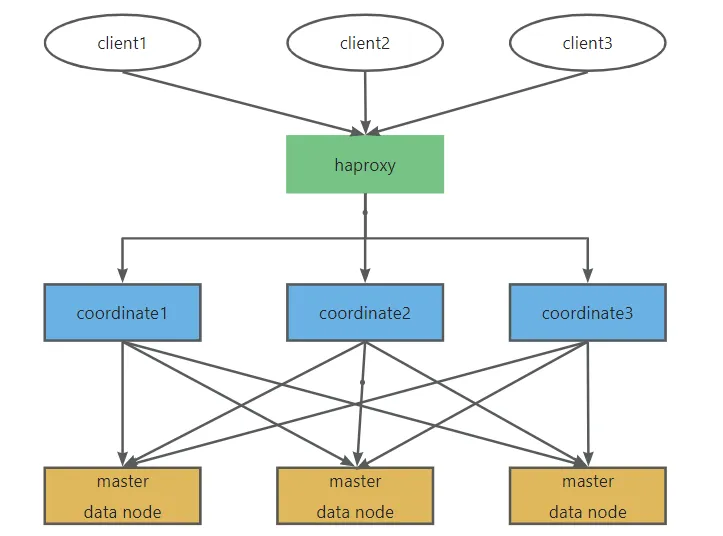 client1
client2
client3
haproxy
coordinate1
coordinate2
coordinate3
master
data node
master
data node
master
data node